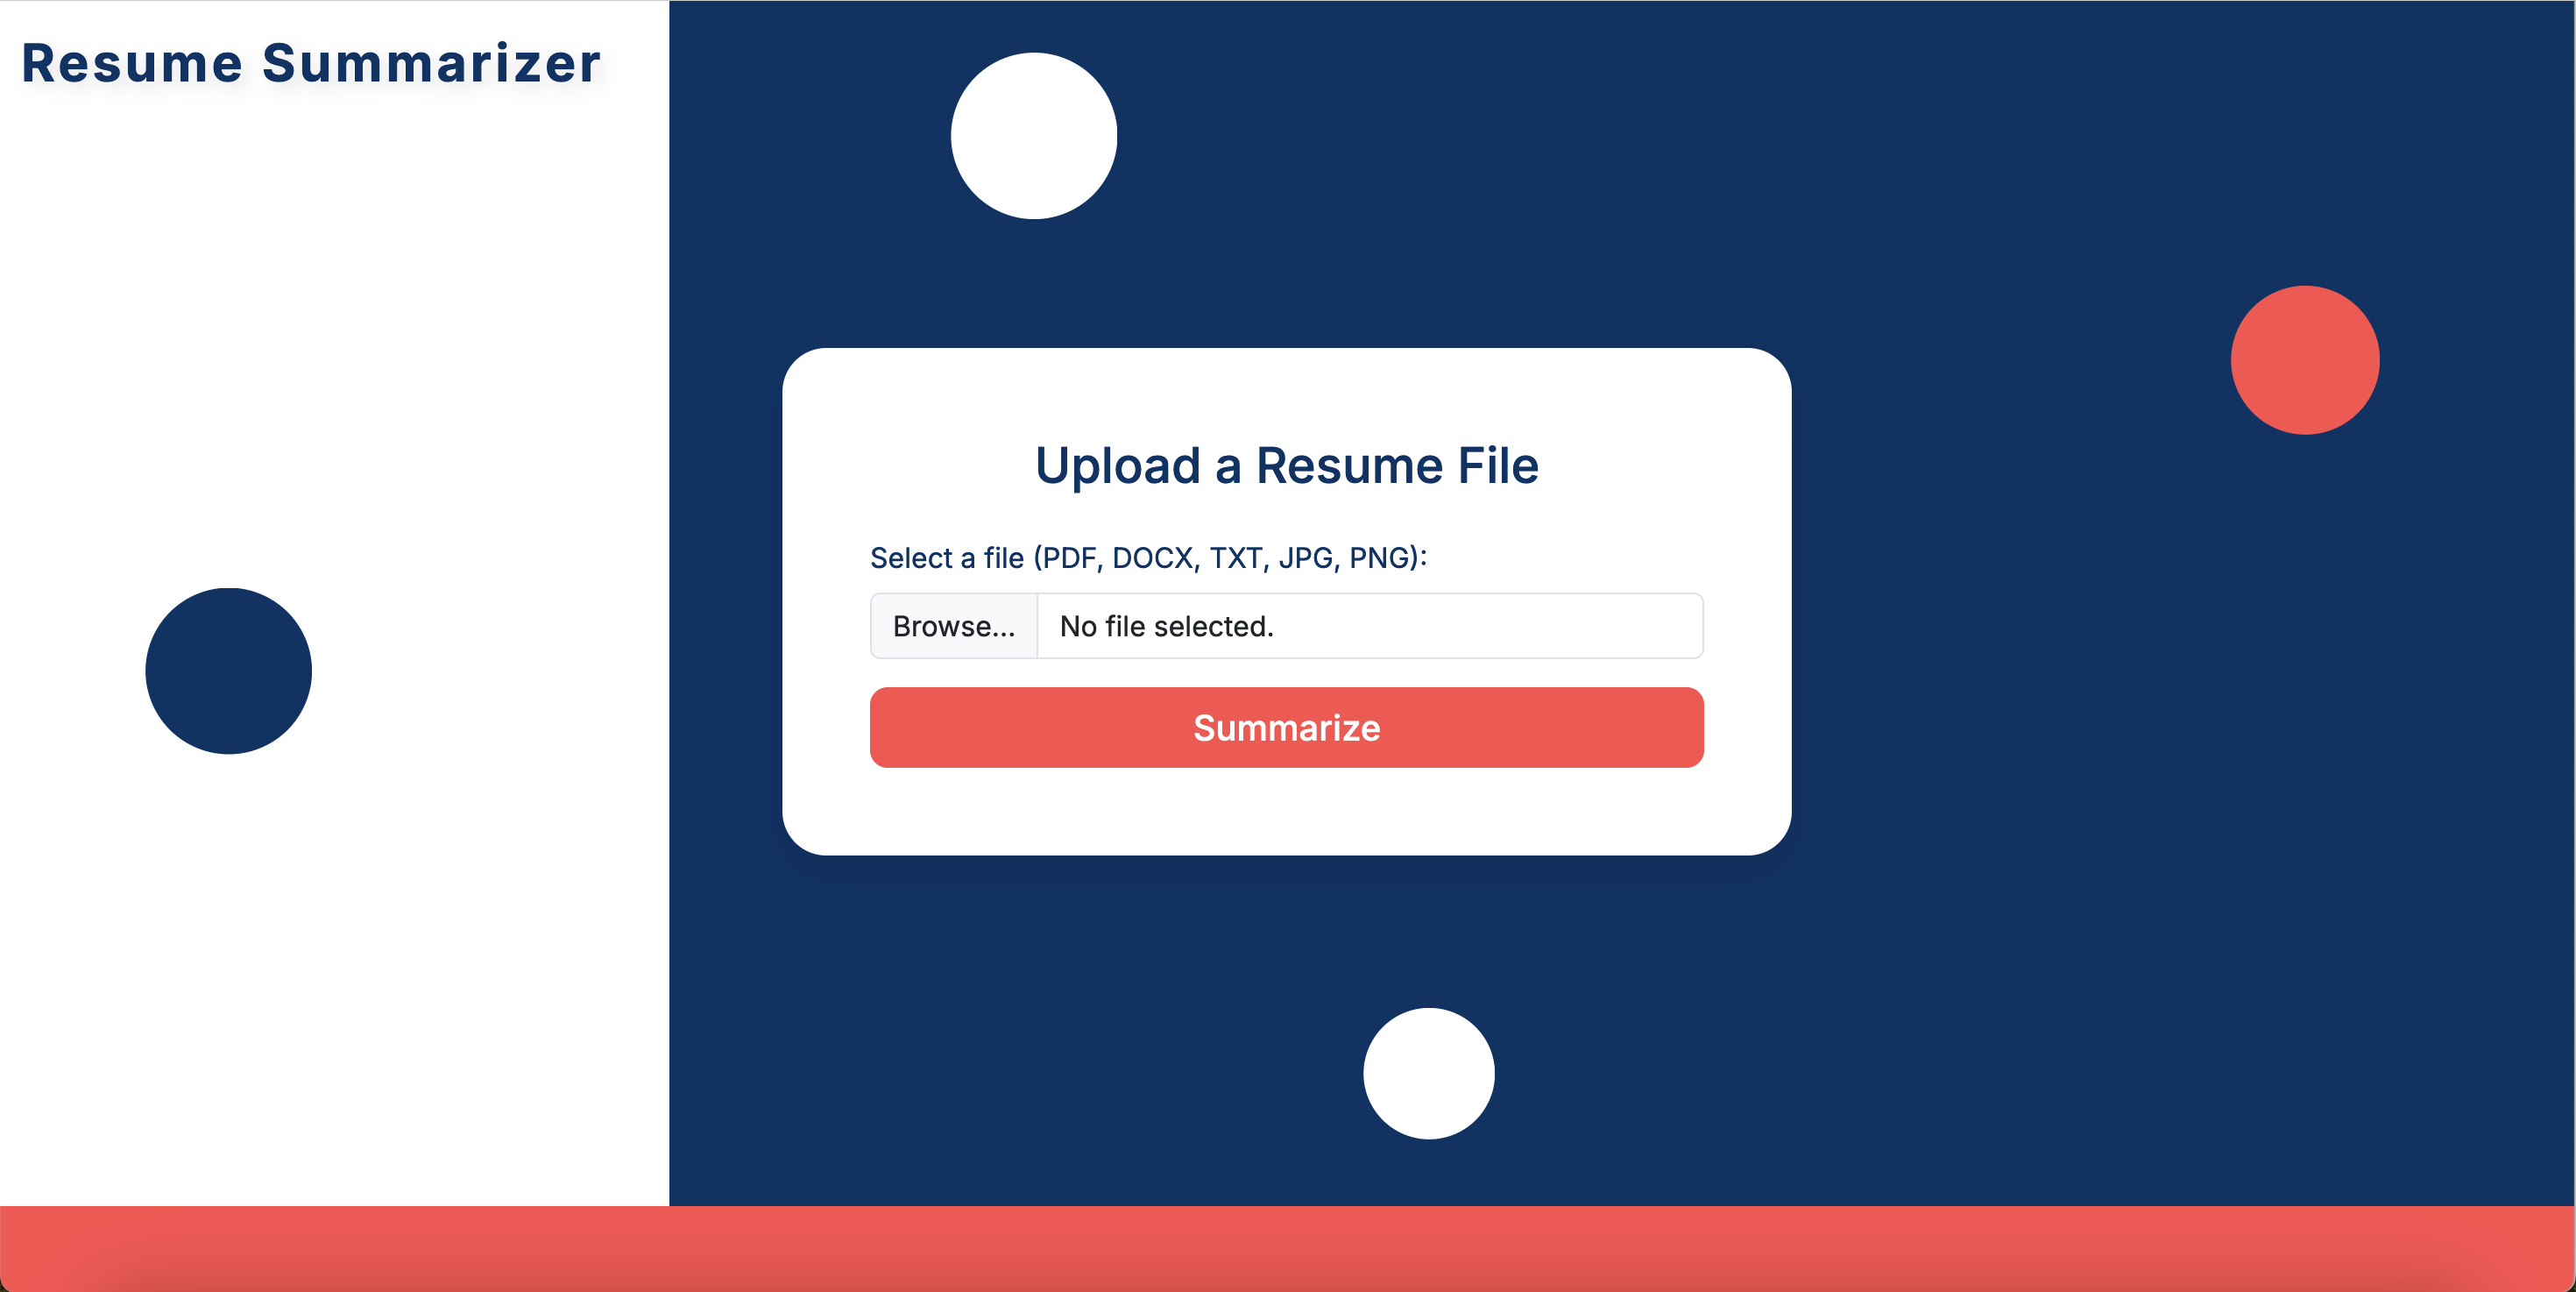 Resume Summarizer
Upload a Resume File
Select a file (PDF, DOCX, TXT, JPG, PNG):
Browse... No file selected.
Summarize